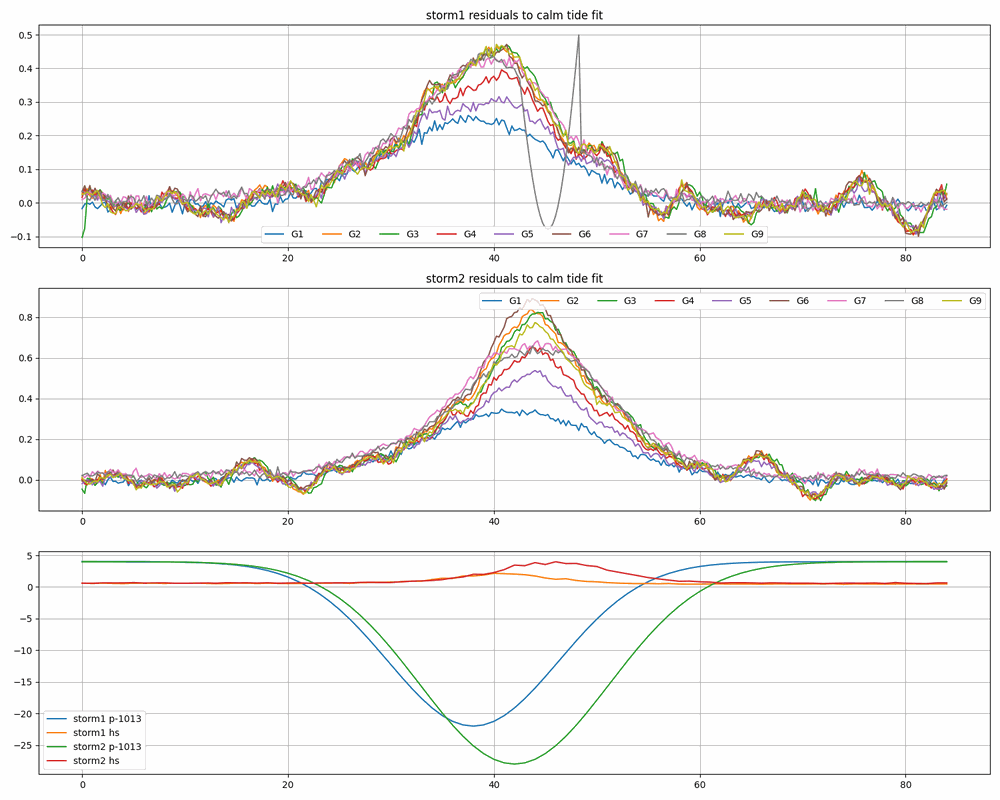 storm1 residuals to calm tide fit
0.5
0.4
0.3
0.2
0.1
0.0
−0.1
G1 G2 G3 G4 G5 G6 G7 G8 G9
0 20 40 60 80
storm2 residuals to calm tide fit
G1 G2 G3 G4 G5 G6 G7 G8 G9
0.8
0.6
0.4
0.2
0.0
0 20 40 60 80
5
0
−5
−10
−15
−20
−25
storm1 p-1013
storm1 hs
storm2 p-1013
storm2 hs
0 20 40 60 80